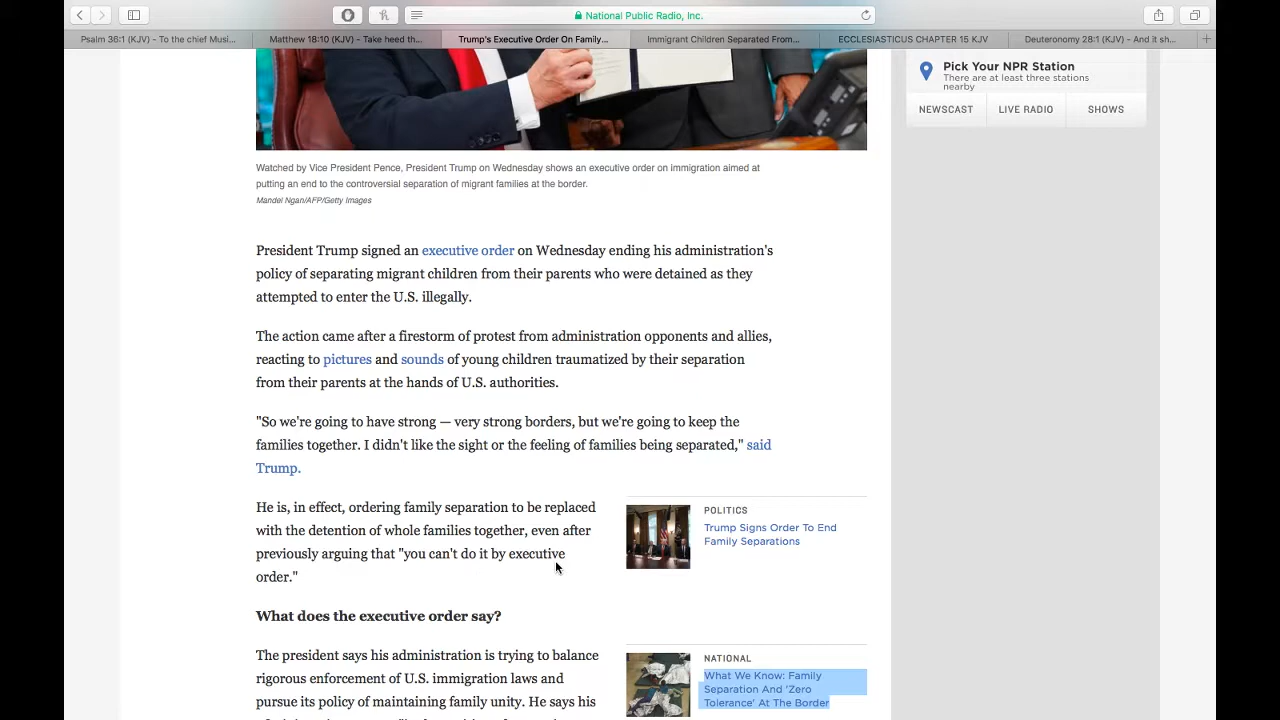 National Public Radio, Inc.
Psalm 36:1 (KJV) - To the chief Musi...
Matthew 18:10 (KJV) - Take heed th...
Trump's Executive Order On Family...
Immigrant Children Separated From...
ECCLESIASTICUS CHAPTER 15 KJV
Deuteronomy 28:1 (KJV) - And it sh...
Pick Your NPR Station
There are at least three stations
nearby
NEWSCAST
LIVE RADIO
SHOWS
Watched by Vice President Pence, President Trump on Wednesday shows an executive order on immigration aimed at
putting an end to the controversial separation of migrant families at the border.
Mandel Ngan/AFP/Getty Images
President Trump signed an executive order on Wednesday ending his administration's
policy of separating migrant children from their parents who were detained as they
attempted to enter the U.S. illegally.
The action came after a firestorm of protest from administration opponents and allies,
reacting to pictures and sounds of young children traumatized by their separation
from their parents at the hands of U.S. authorities.
"So we're going to have strong — very strong borders, but we're going to keep the
families together. I didn't like the sight or the feeling of families being separated," said
Trump.
He is, in effect, ordering family separation to be replaced
with the detention of whole families together, even after
previously arguing that "you can't do it by executive
order."
POLITICS
Trump Signs Order To End
Family Separations
What does the executive order say?
The president says his administration is trying to balance
rigorous enforcement of U.S. immigration laws and
pursue its policy of maintaining family unity. He says his
NATIONAL
What We Know: Family
Separation And 'Zero
Tolerance' At The Border